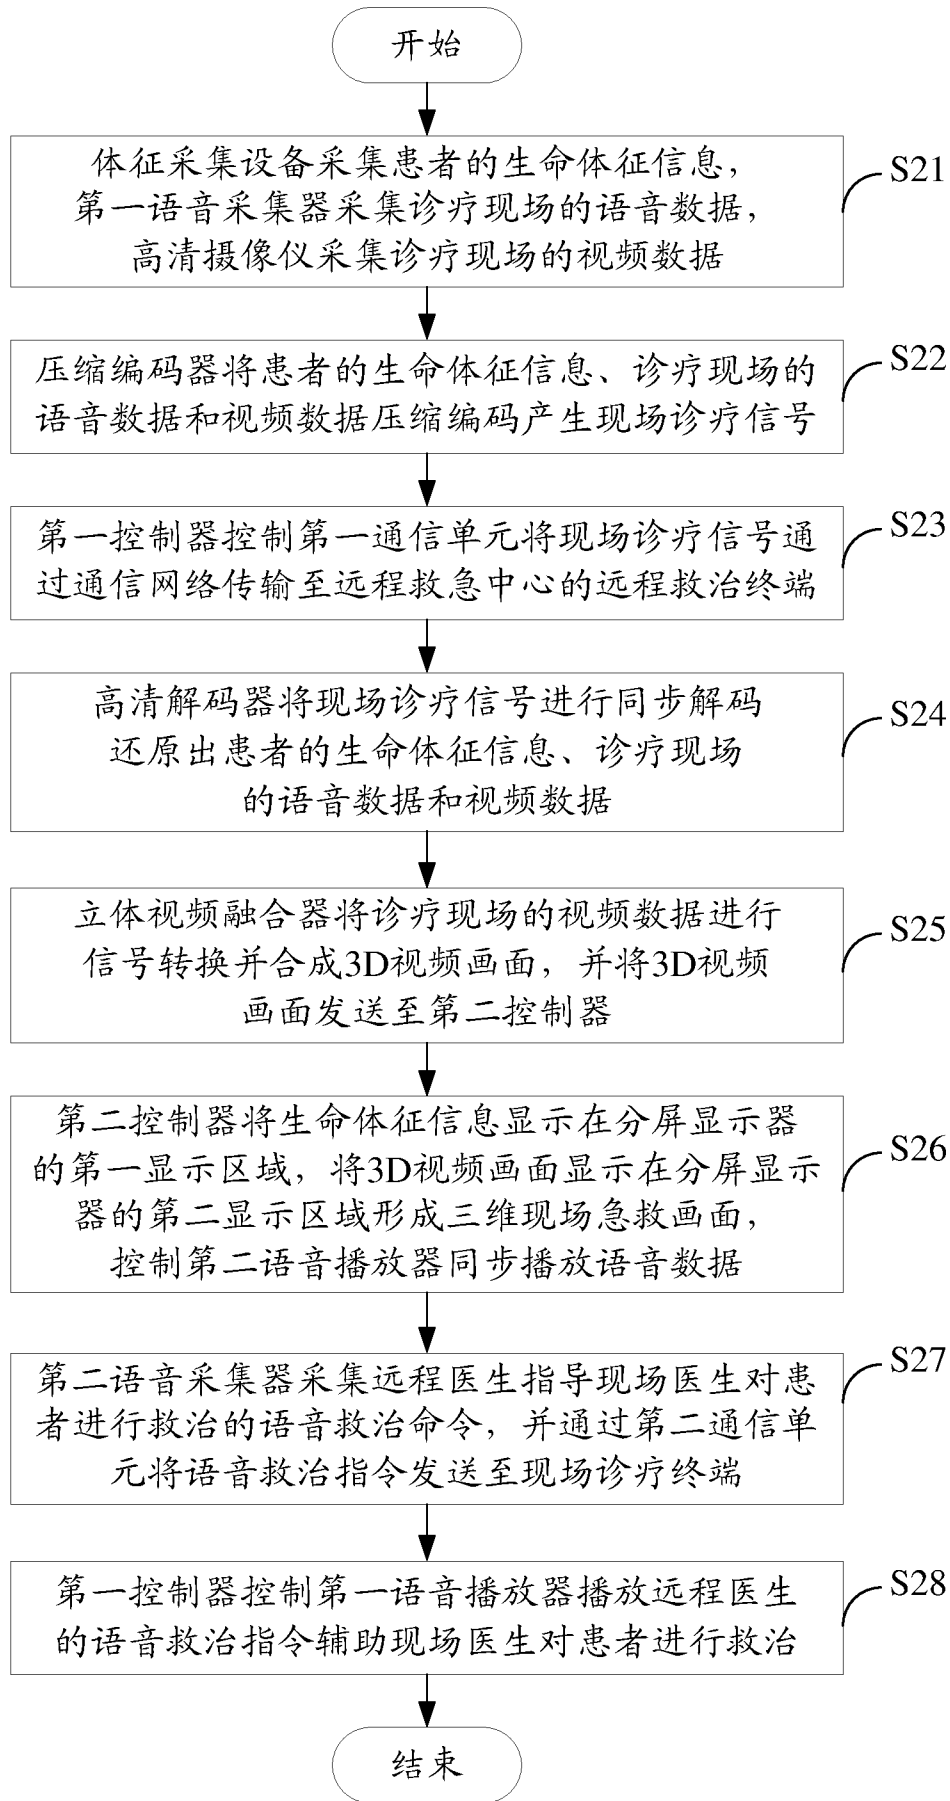 开始
体征采集设备采集患者的生命体征信息，
第一语音采集器采集诊疗现场的语音数据，
高清摄像仪采集诊疗现场的视频数据
S21
压缩编码器将患者的生命体征信息、诊疗现场的
语音数据和视频数据压缩编码产生现场诊疗信号
S22
第一控制器控制第一通信单元将现场诊疗信号通
过通信网络传输至远程救急中心的远程救治终端
S23
高清解码器将现场诊疗信号进行同步解码
还原出患者的生命体征信息、诊疗现场
的语音数据和视频数据
S24
立体视频融合器将诊疗现场的视频数据进行
信号转换并合成3D视频画面，并将3D视频
画面发送至第二控制器
S25
第二控制器将生命体征信息显示在分屏显示器
的第一显示区域，将3D视频画面显示在分屏显示
器的第二显示区域形成三维现场急救画面，
控制第二语音播放器同步播放语音数据
S26
第二语音采集器采集远程医生指导现场医生对患
者进行救治的语音救治命令，并通过第二通信单
元将语音救治指令发送至现场诊疗终端
S27
第一控制器控制第一语音播放器播放远程医生
的语音救治指令辅助现场医生对患者进行救治
S28
结束